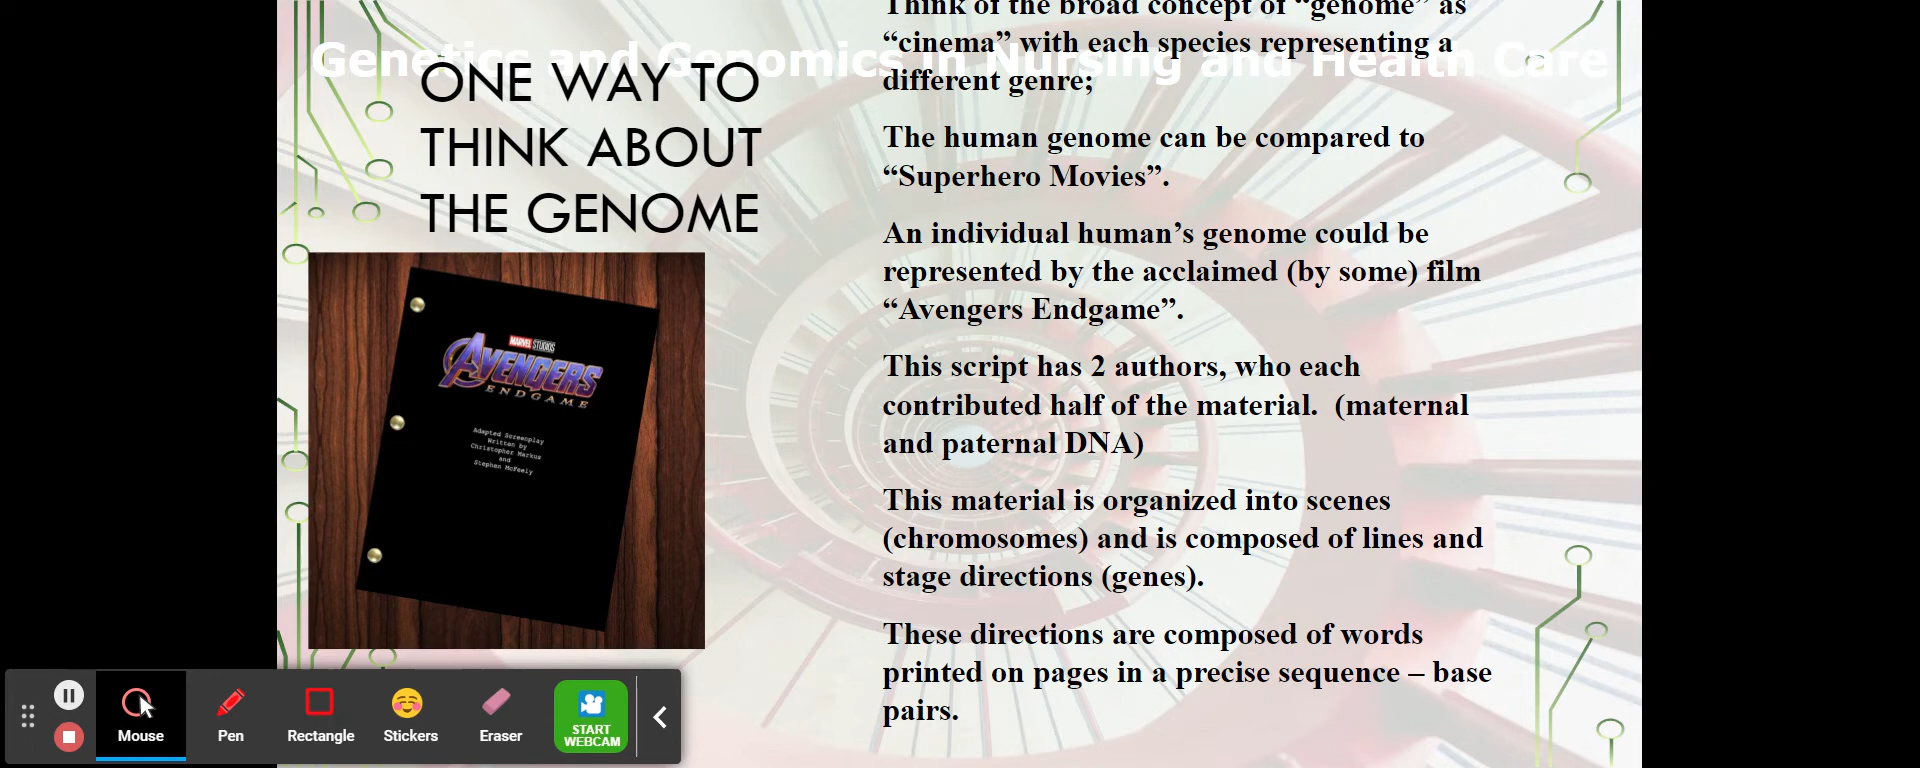 Genetics and Genomics in Nursing and Health Care
ONE WAY TO
THINK ABOUT
THE GENOME
MARVEL STUDIOS
AVENGERS
ENDGAME
Adapted Screenplay
Written by
Christopher Markus
and
Stephen McFeely
Think of the broad concept of “genome” as
“cinema” with each species representing a
different genre;
The human genome can be compared to
“Superhero Movies”.
An individual human’s genome could be
represented by the acclaimed (by some) film
“Avengers Endgame”.
This script has 2 authors, who each
contributed half of the material.  (maternal
and paternal DNA)
This material is organized into scenes
(chromosomes) and is composed of lines and
stage directions (genes).
These directions are composed of words
printed on pages in a precise sequence – base
pairs.
Mouse
Pen
Rectangle
Stickers
Eraser
START
WEBCAM